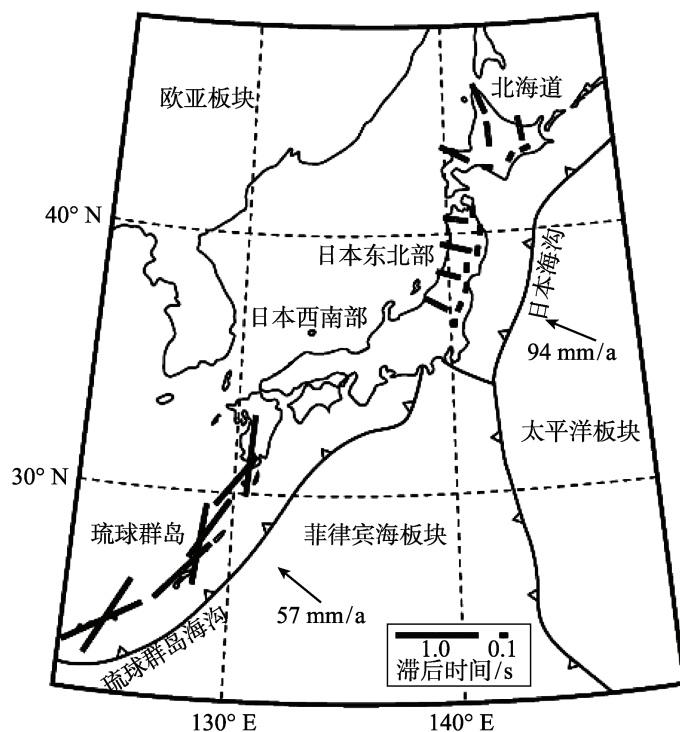 北海道
欧亚板块
40° N
日本海沟
日本东北部
日本西南部
94 mm/a
太平洋板块
30° N
琉球群岛
菲律宾海板块
57 mm/a
琉球群岛海沟
1.0 0.1
滞后时间/s
130° E
140° E